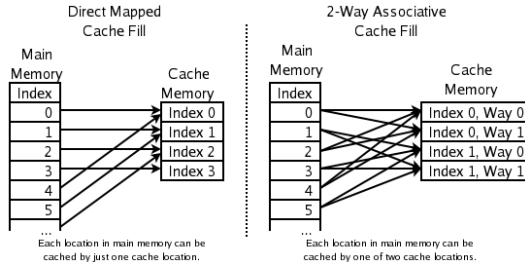 Direct Mapped
Cache Fill
Main
Memory
Index
0
1
2
3
4
5
...
Cache
Memory
Index 0
Index 1
Index 2
Index 3
Each location in main memory can be
cached by just one cache location.
2-Way Associative
Cache Fill
Main
Memory
Index
0
1
2
3
4
5
...
Cache
Memory
Index 0, Way 0
Index 0, Way 1
Index 1, Way 0
Index 1, Way 1
Each location in main memory can be
cached by one of two cache locations.